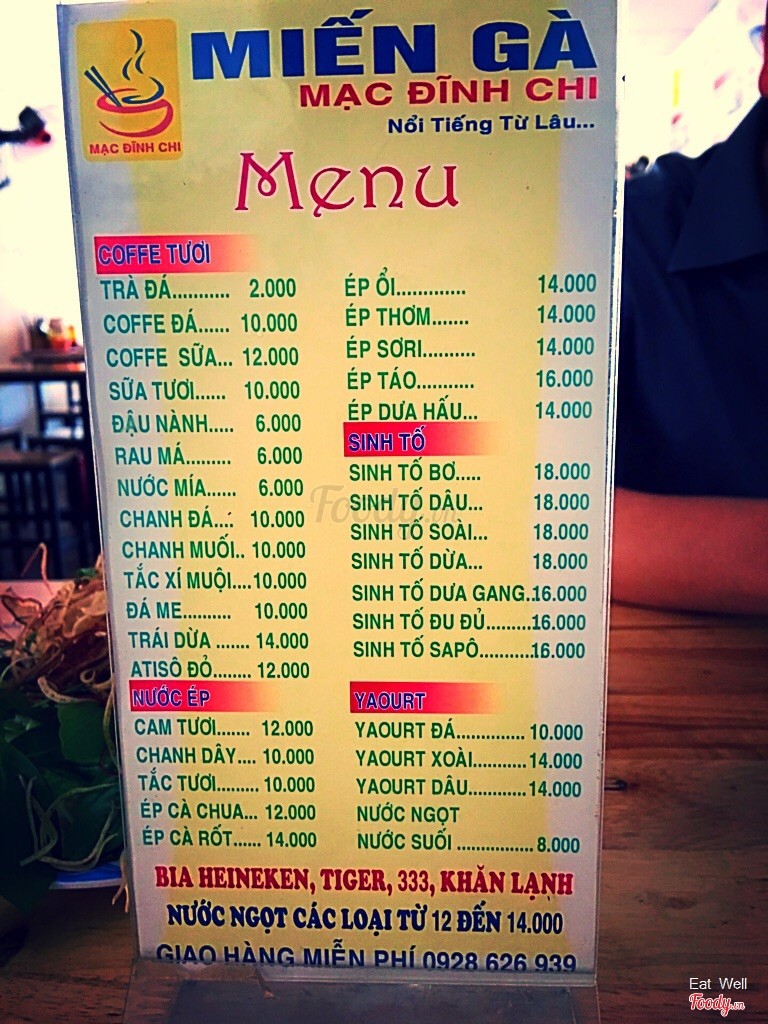 MIẾN GÀ
MẠC ĐĨNH CHI
MẠC ĐĨNH CHI
Nổi Tiếng Từ Lâu...
Menu
COFFE TƯƠI
TRÀ ĐÁ............ 2.000
COFFE ĐÁ...... 10.000
COFFE SỮA... 12.000
SỮA TƯƠI...... 10.000
ĐẬU NÀNH..... 6.000
RAU MÁ......... 6.000
NƯỚC MÍA...... 6.000
CHANH ĐÁ...: 10.000
CHANH MUỐI.. 10.000
TẮC XÍ MUỘI....10.000
ĐÁ ME.......... 10.000
TRÁI DỪA ....... 14.000
ATISÔ ĐỎ........ 12.000
NƯỚC ÉP
CAM TƯƠI....... 12.000
CHANH DÂY.... 10.000
TẮC TƯƠI......... 10.000
ÉP CÀ CHUA... 12.000
ÉP CÀ RỐT...... 14.000
ÉP ỔI............. 14.000
ÉP THƠM....... 14.000
ÉP SƠRI.......... 14.000
ÉP TÁO........... 16.000
ÉP DƯA HẤU... 14.000
SINH TỐ
SINH TỐ BƠ..... 18.000
SINH TỐ DÂU... 18.000
SINH TỐ SOÀI... 18.000
SINH TỐ DỪA... 18.000
SINH TỐ DƯA GANG..16.000
SINH TỐ ĐU ĐỦ.........16.000
SINH TỐ SAPÔ..........16.000
YAOURT
YAOURT ĐÁ.............. 10.000
YAOURT XOÀI...........14.000
YAOURT DÂU............14.000
NƯỚC NGỌT
NƯỚC SUỐI ................ 8.000
Foody.vn
BIA HEINEKEN, TIGER, 333, KHĂN LẠNH
NƯỚC NGỌT CÁC LOẠI TỪ 12 ĐẾN 14.000
GIAO HÀNG MIỄN PHÍ 0928 626 939
Eat Well
Foody.vn